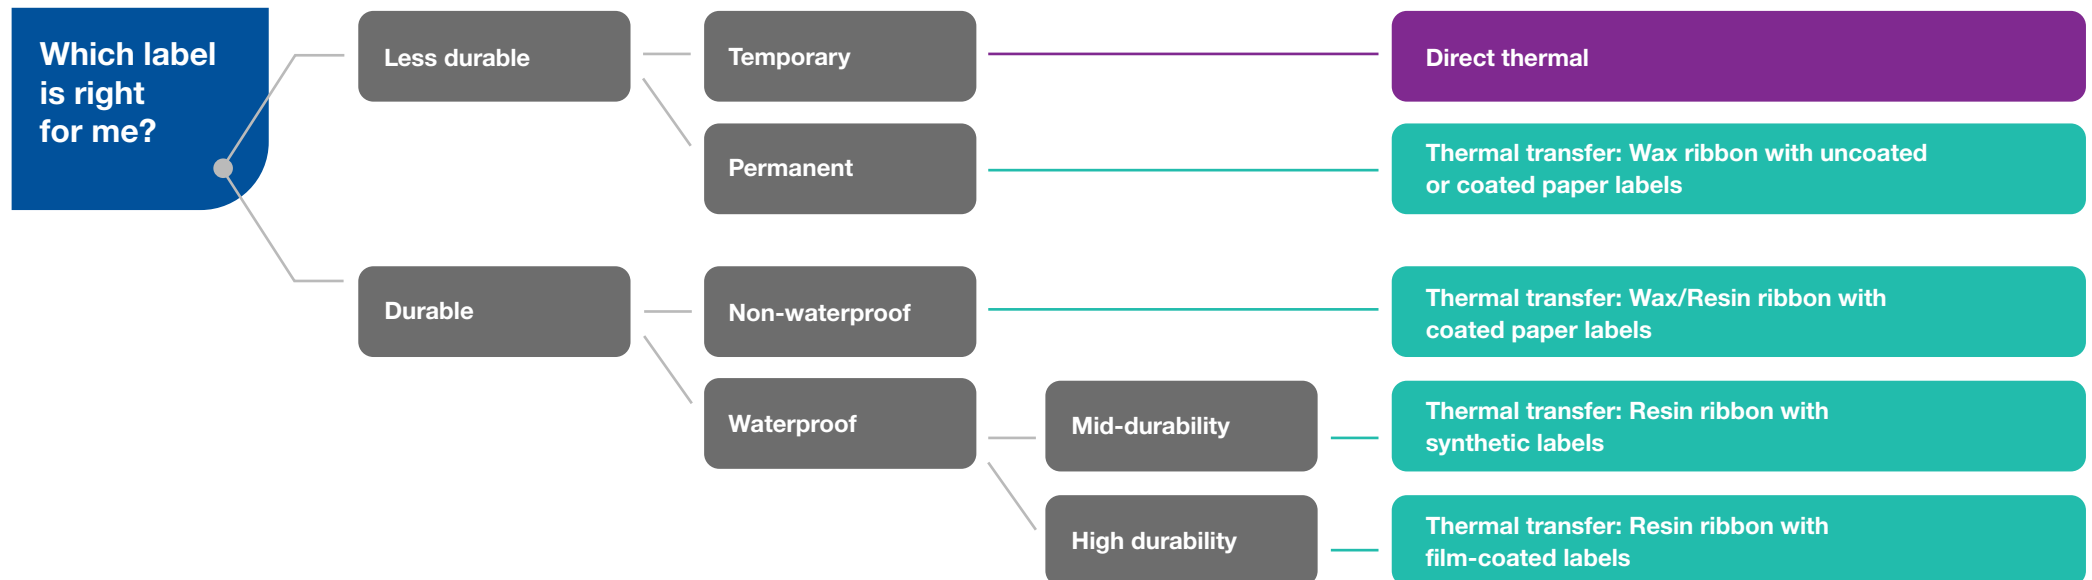 Which label
is right
for me?
Less durable
Temporary
Direct thermal
Permanent
Thermal transfer: Wax ribbon with uncoated
or coated paper labels
Durable
Non-waterproof
Thermal transfer: Wax/Resin ribbon with
coated paper labels
Waterproof
Mid-durability
Thermal transfer: Resin ribbon with
synthetic labels
High durability
Thermal transfer: Resin ribbon with
film-coated labels